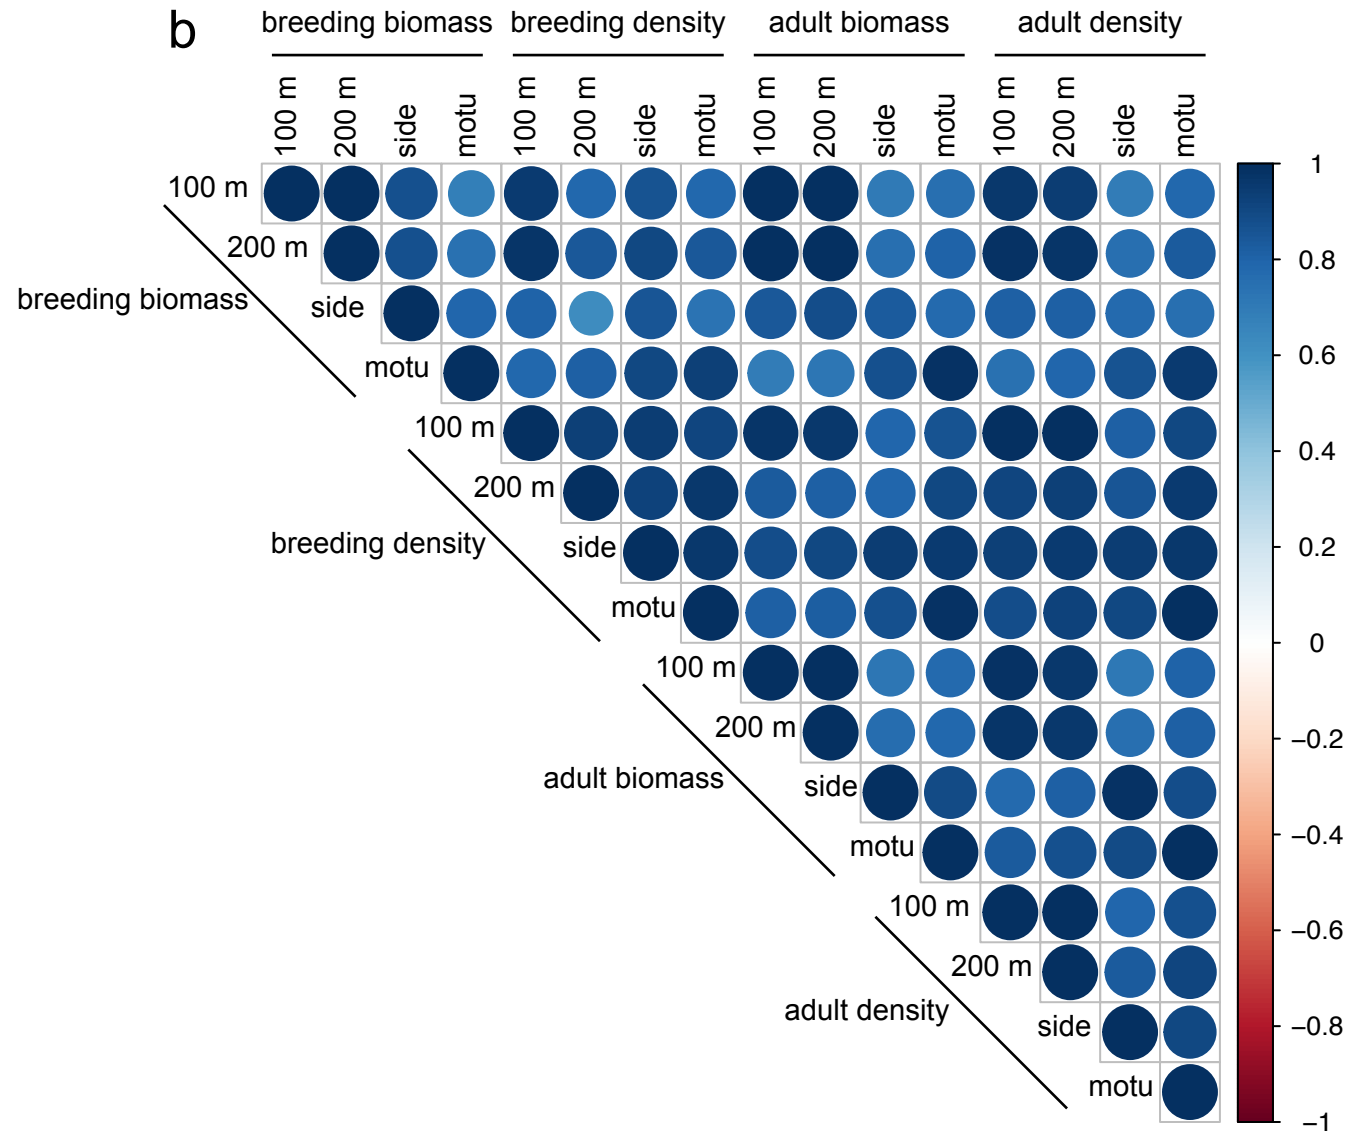 b
breeding biomass breeding density adult biomass adult density
100 m 200 m side motu 100 m 200 m side motu 100 m 200 m side motu 100 m 200 m side motu
100 m
200 m
side
motu
breeding biomass
100 m
200 m
side
motu
breeding density
100 m
200 m
side
motu
adult biomass
100 m
200 m
side
motu
adult density
1
0.8
0.6
0.4
0.2
0
−0.2
−0.4
−0.6
−0.8
−1